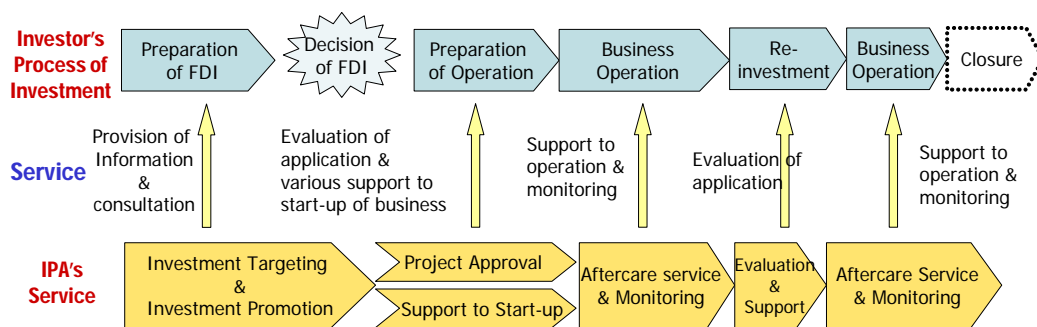 Investor's
Process of
Investment
Preparation
of FDI
Decision
of FDI
Preparation
of Operation
Business
Operation
Re-
investment
Business
Operation
Closure
Service
Provision of
Information
&
consultation
Evaluation of
application &
various support to
start-up of business
Support to
operation &
monitoring
Evaluation of
application
Support to
operation &
monitoring
IPA's
Service
Investment Targeting
&
Investment Promotion
Project Approval
Support to Start-up
Aftercare service
& Monitoring
Evaluation
&
Support
Aftercare Service
& Monitoring